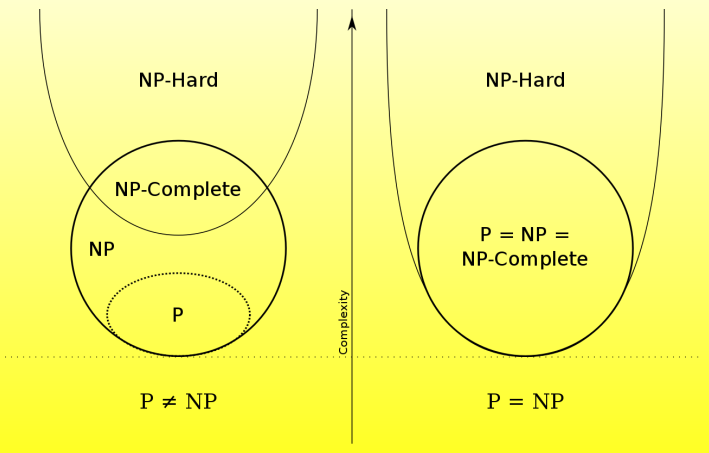 NP-Hard
NP-Complete
NP
P
P ≠ NP
Complexity
NP-Hard
P = NP =
NP-Complete
P = NP